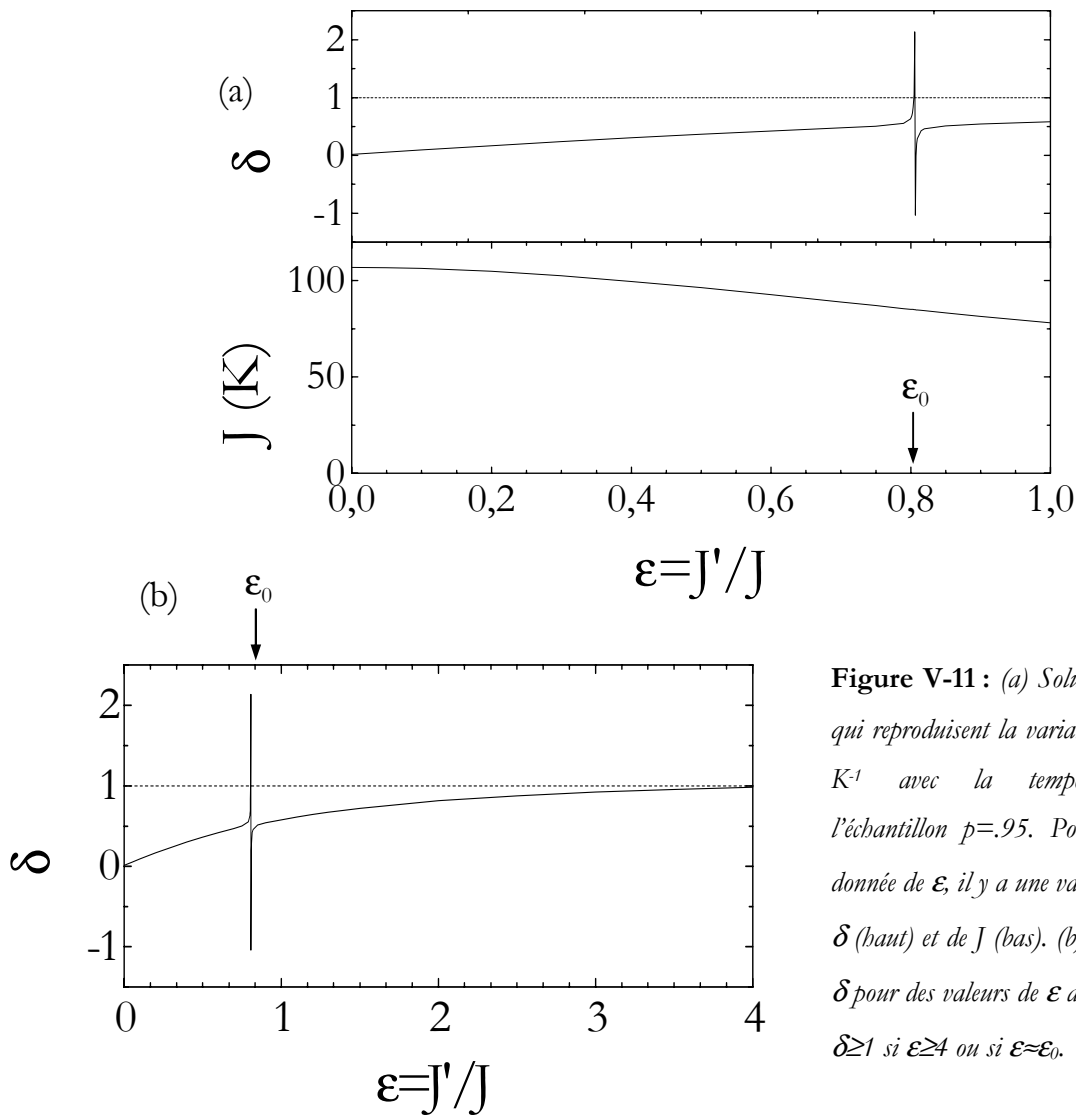 (a)
2
1
0
-1
δ
100
50
0
J (K)
ε₀
0,0 0,2 0,4 0,6 0,8 1,0
ε=J'/J
(b)
ε₀
2
1
0
-1
δ
0 1 2 3 4
ε=J'/J
Figure V-11 : (a) Solu
qui reproduisent la varia
K⁻¹ avec la temp
l'échantillon p=.95. Po
donnée de ε, il y a une va
δ (haut) et de J (bas). (b)
δ pour des valeurs de ε a
δ≥1 si ε≥4 ou si ε≈ε₀.